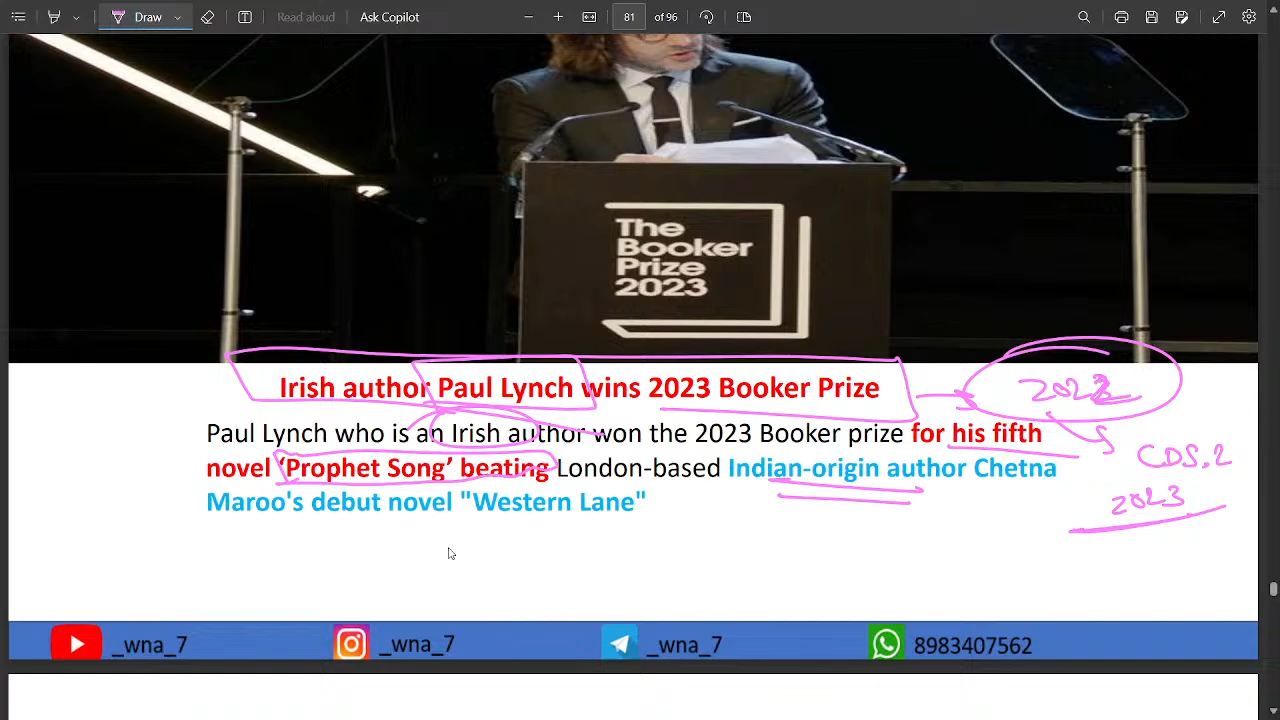 Draw
Read aloud
Ask Copilot
81
of 96
The
Booker
Prize
2023
Irish author Paul Lynch wins 2023 Booker Prize
2022
Paul Lynch who is an Irish author won the 2023 Booker prize for his fifth
novel ‘Prophet Song’ beating London-based Indian-origin author Chetna
CDS.2
Maroo's debut novel "Western Lane"
2023
_wna_7
_wna_7
_wna_7
8983407562